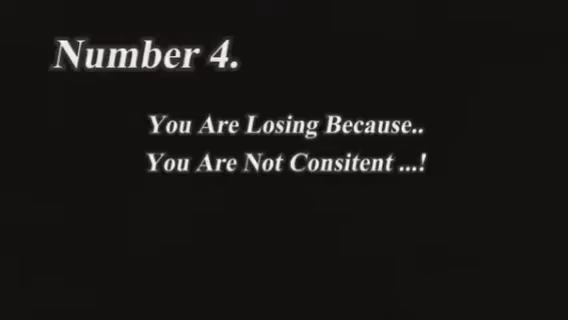 Number 4.
You Are Losing Because..
You Are Not Consitent ...!